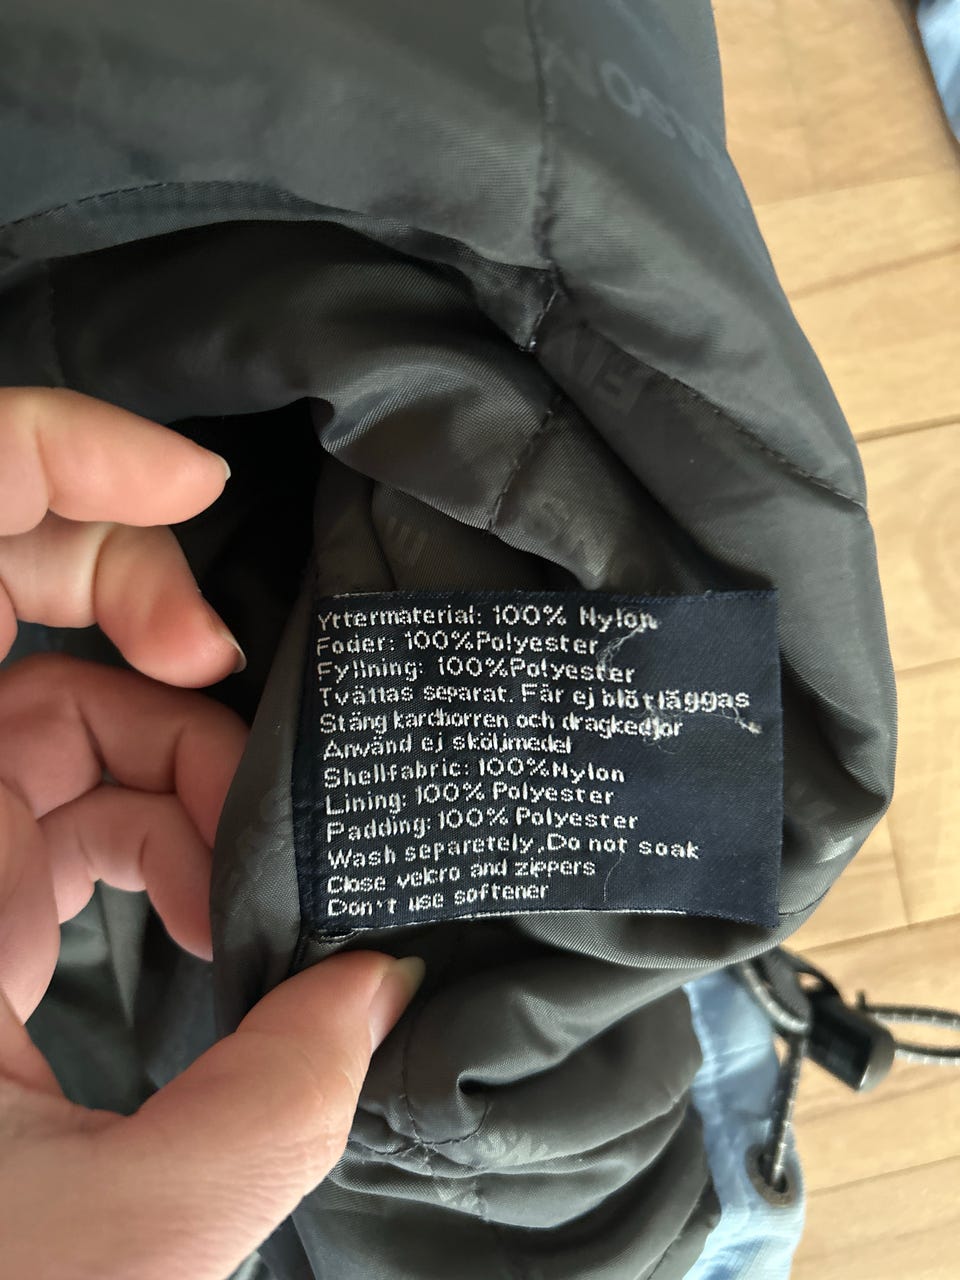 Yttermaterial: 100% Nylon
Foder: 100%Polyester
Fyllning: 100%Polyester
Tvättas separat. Får ej blötläggas
Stäng kardborren och dragkedjor
Använd ej sköljmedel
Shellfabric: 100%Nylon
Lining: 100% Polyester
Padding: 100% Polyester
Wash separetely,Do not soak
Close velcro and zippers
Don't use softener